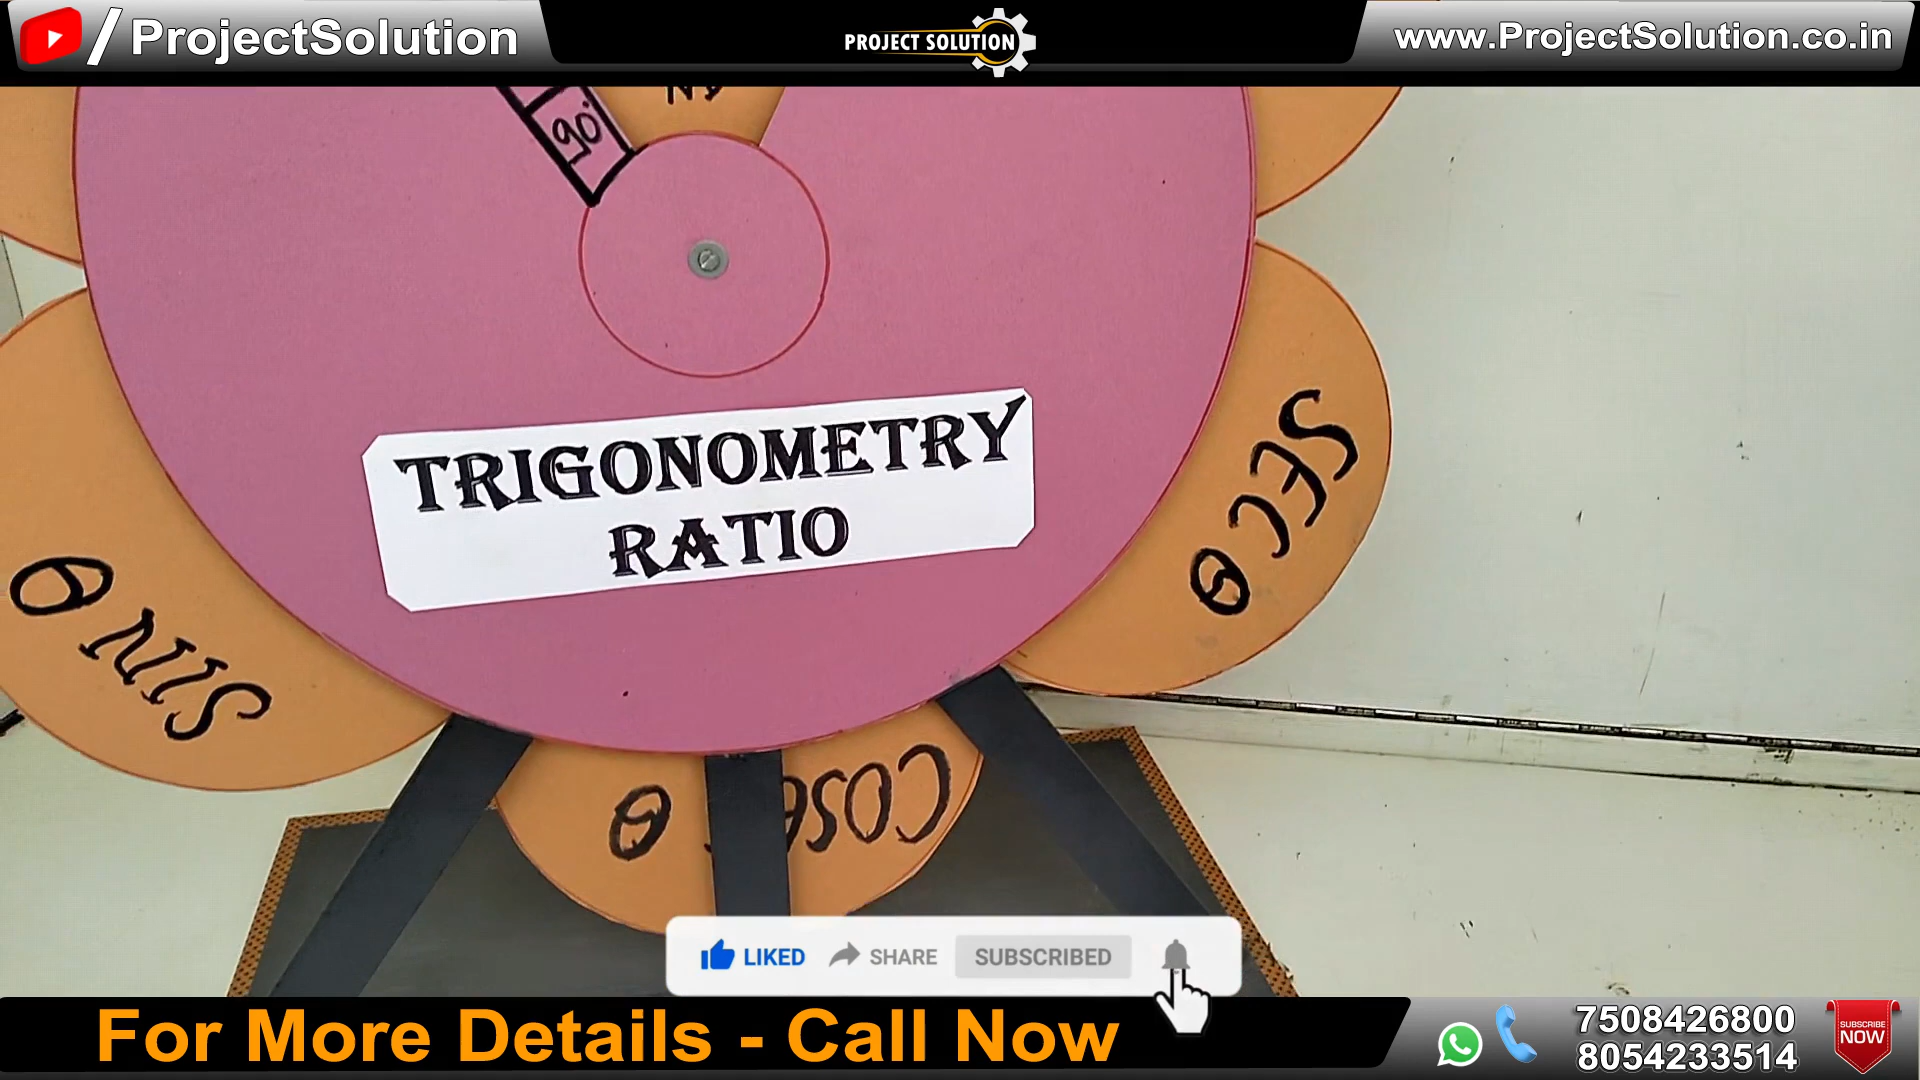 /ProjectSolution
PROJECT SOLUTION
www.ProjectSolution.co.in
90°
TRIGONOMETRY
RATIO
SEC θ
SIN θ
θ
LIKED
SHARE
SUBSCRIBED
For More Details - Call Now
7508426800
8054233514
SUBSCRIBE
NOW